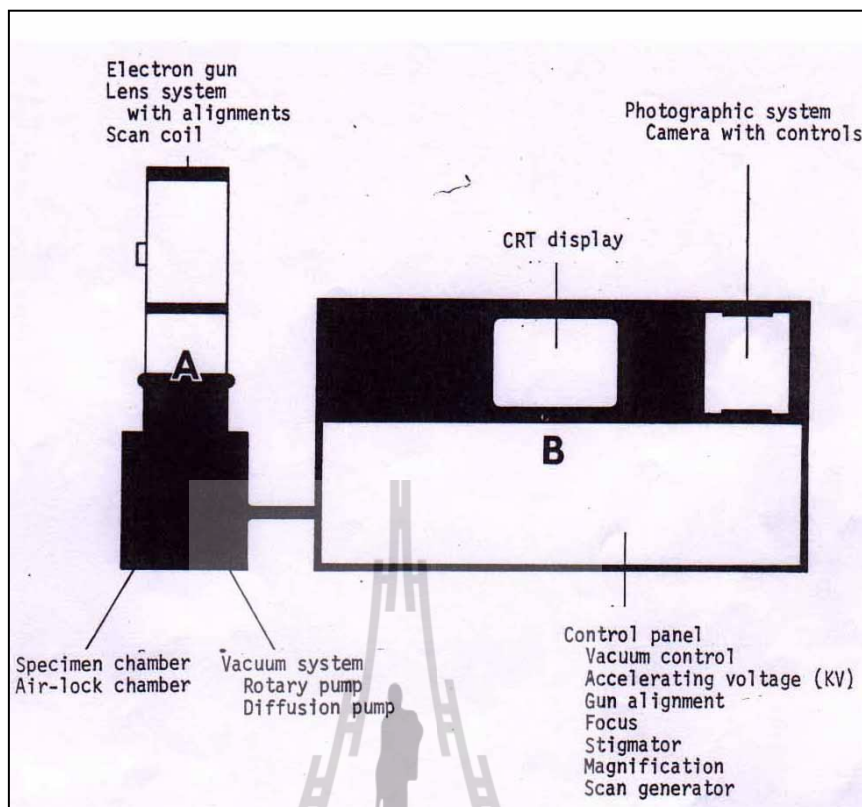 Electron gun
Lens system
with alignments
Scan coil
Photographic system
Camera with controls
CRT display
A
B
Specimen chamber
Air-lock chamber
Vacuum system
Rotary pump
Diffusion pump
Control panel
Vacuum control
Accelerating voltage (KV)
Gun alignment
Focus
Stigmator
Magnification
Scan generator